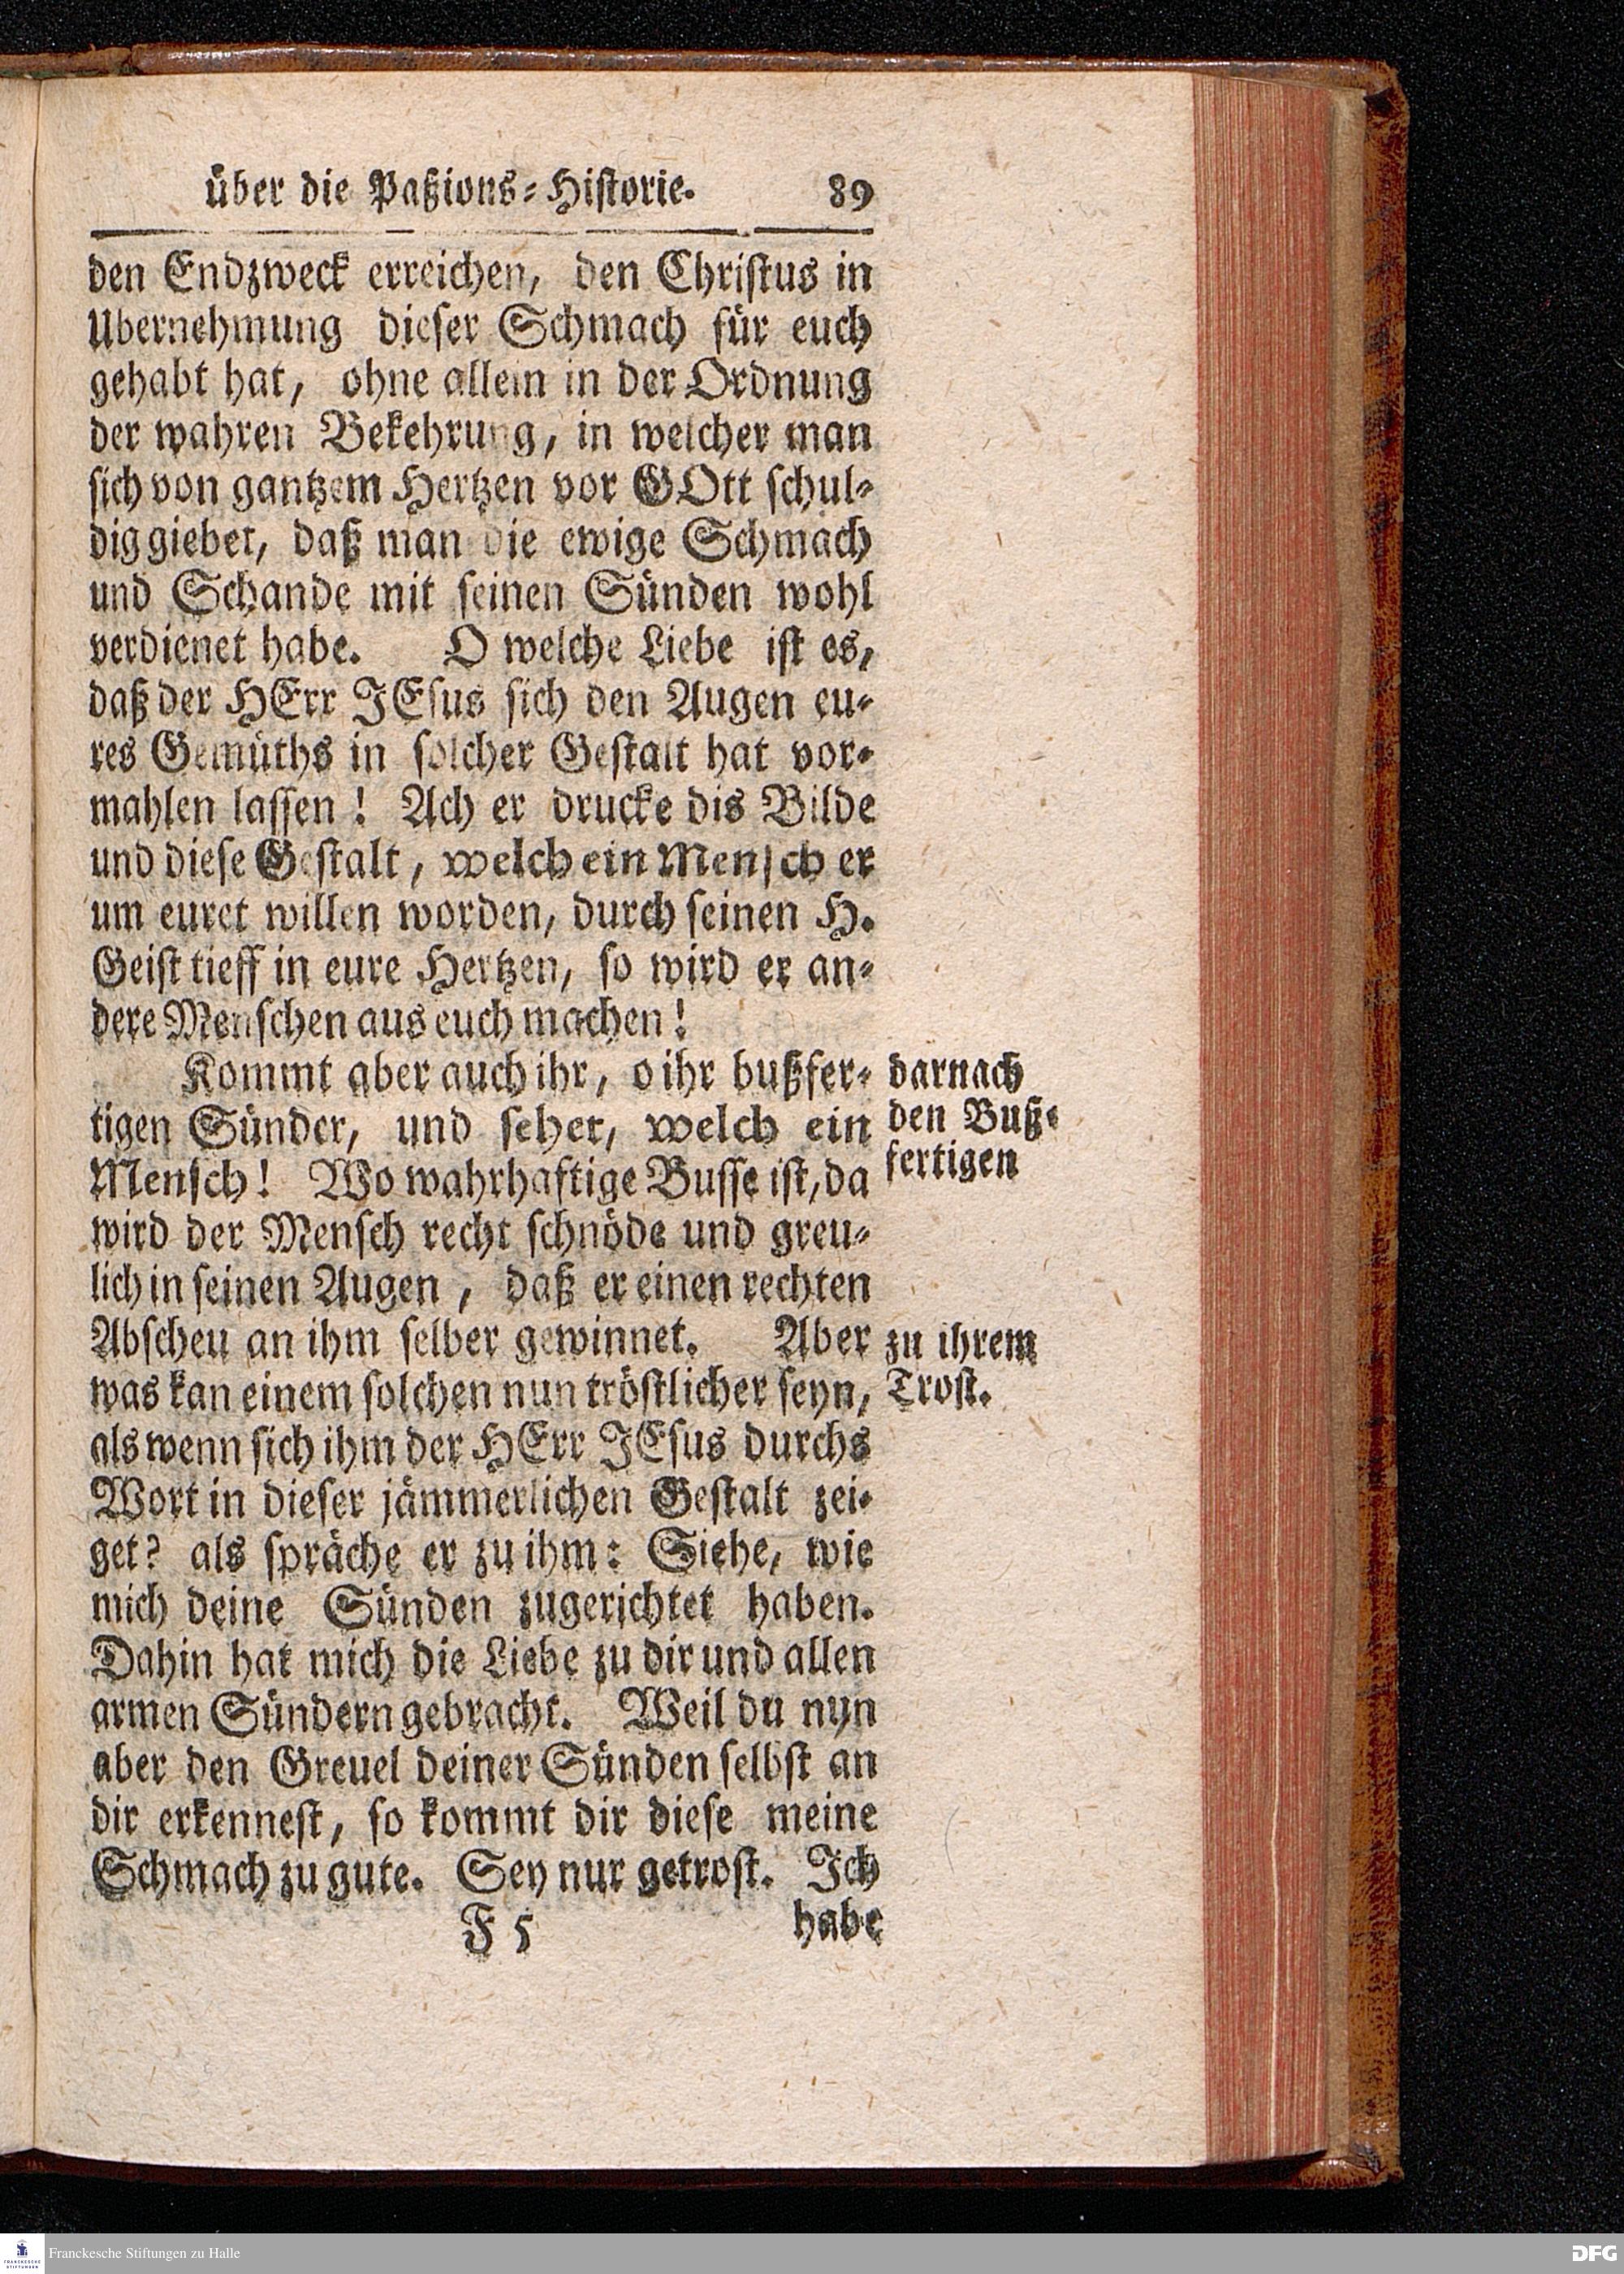 über die Paßions-Historie. 89
den Endzweck erreichen, den Christus in
Ubernehmung dieser Schmach für euch
gehabt hat, ohne allein in der Ordnung
der wahren Bekehrung, in welcher man
sich von gantzem Hertzen vor GOtt schul-
dig giebet, daß man die ewige Schmach
und Schande mit seinen Sünden wohl
verdienet habe. O welche Liebe ist es,
daß der HErr JEsus sich den Augen eu-
res Gemüths in solcher Gestalt hat vor-
mahlen lassen! Ach er drucke dis Bilde
und diese Gestalt, welch ein Mensch er
um euret willen worden, durch seinen H.
Geist tieff in eure Hertzen, so wird er an-
dere Menschen aus euch machen!
Kommt aber auch ihr, o ihr bußfer-
tigen Sünder, und sehet, welch ein
Mensch! Wo wahrhaftige Busse ist, da
wird der Mensch recht schnöde und greu-
lich in seinen Augen, daß er einen rechten
Abscheu an ihm selber gewinnet. Aber
was kan einem solchen nun tröstlicher seyn,
als wenn sich ihm der HErr JEsus durchs
Wort in dieser jämmerlichen Gestalt zei-
get? als spräche er zu ihm: Siehe, wie
mich deine Sünden zugerichtet haben.
Dahin hat mich die Liebe zu dir und allen
armen Sündern gebracht. Weil du nun
aber den Greuel deiner Sünden selbst an
dir erkennest, so kommt dir diese meine
Schmach zu gute. Sey nur getrost. Ich
F 5 habe
darnach
den Buß-
fertigen
zu ihrem
Trost.
FRANCKESCHE STIFTUNGEN
Franckesche Stiftungen zu Halle
DFG